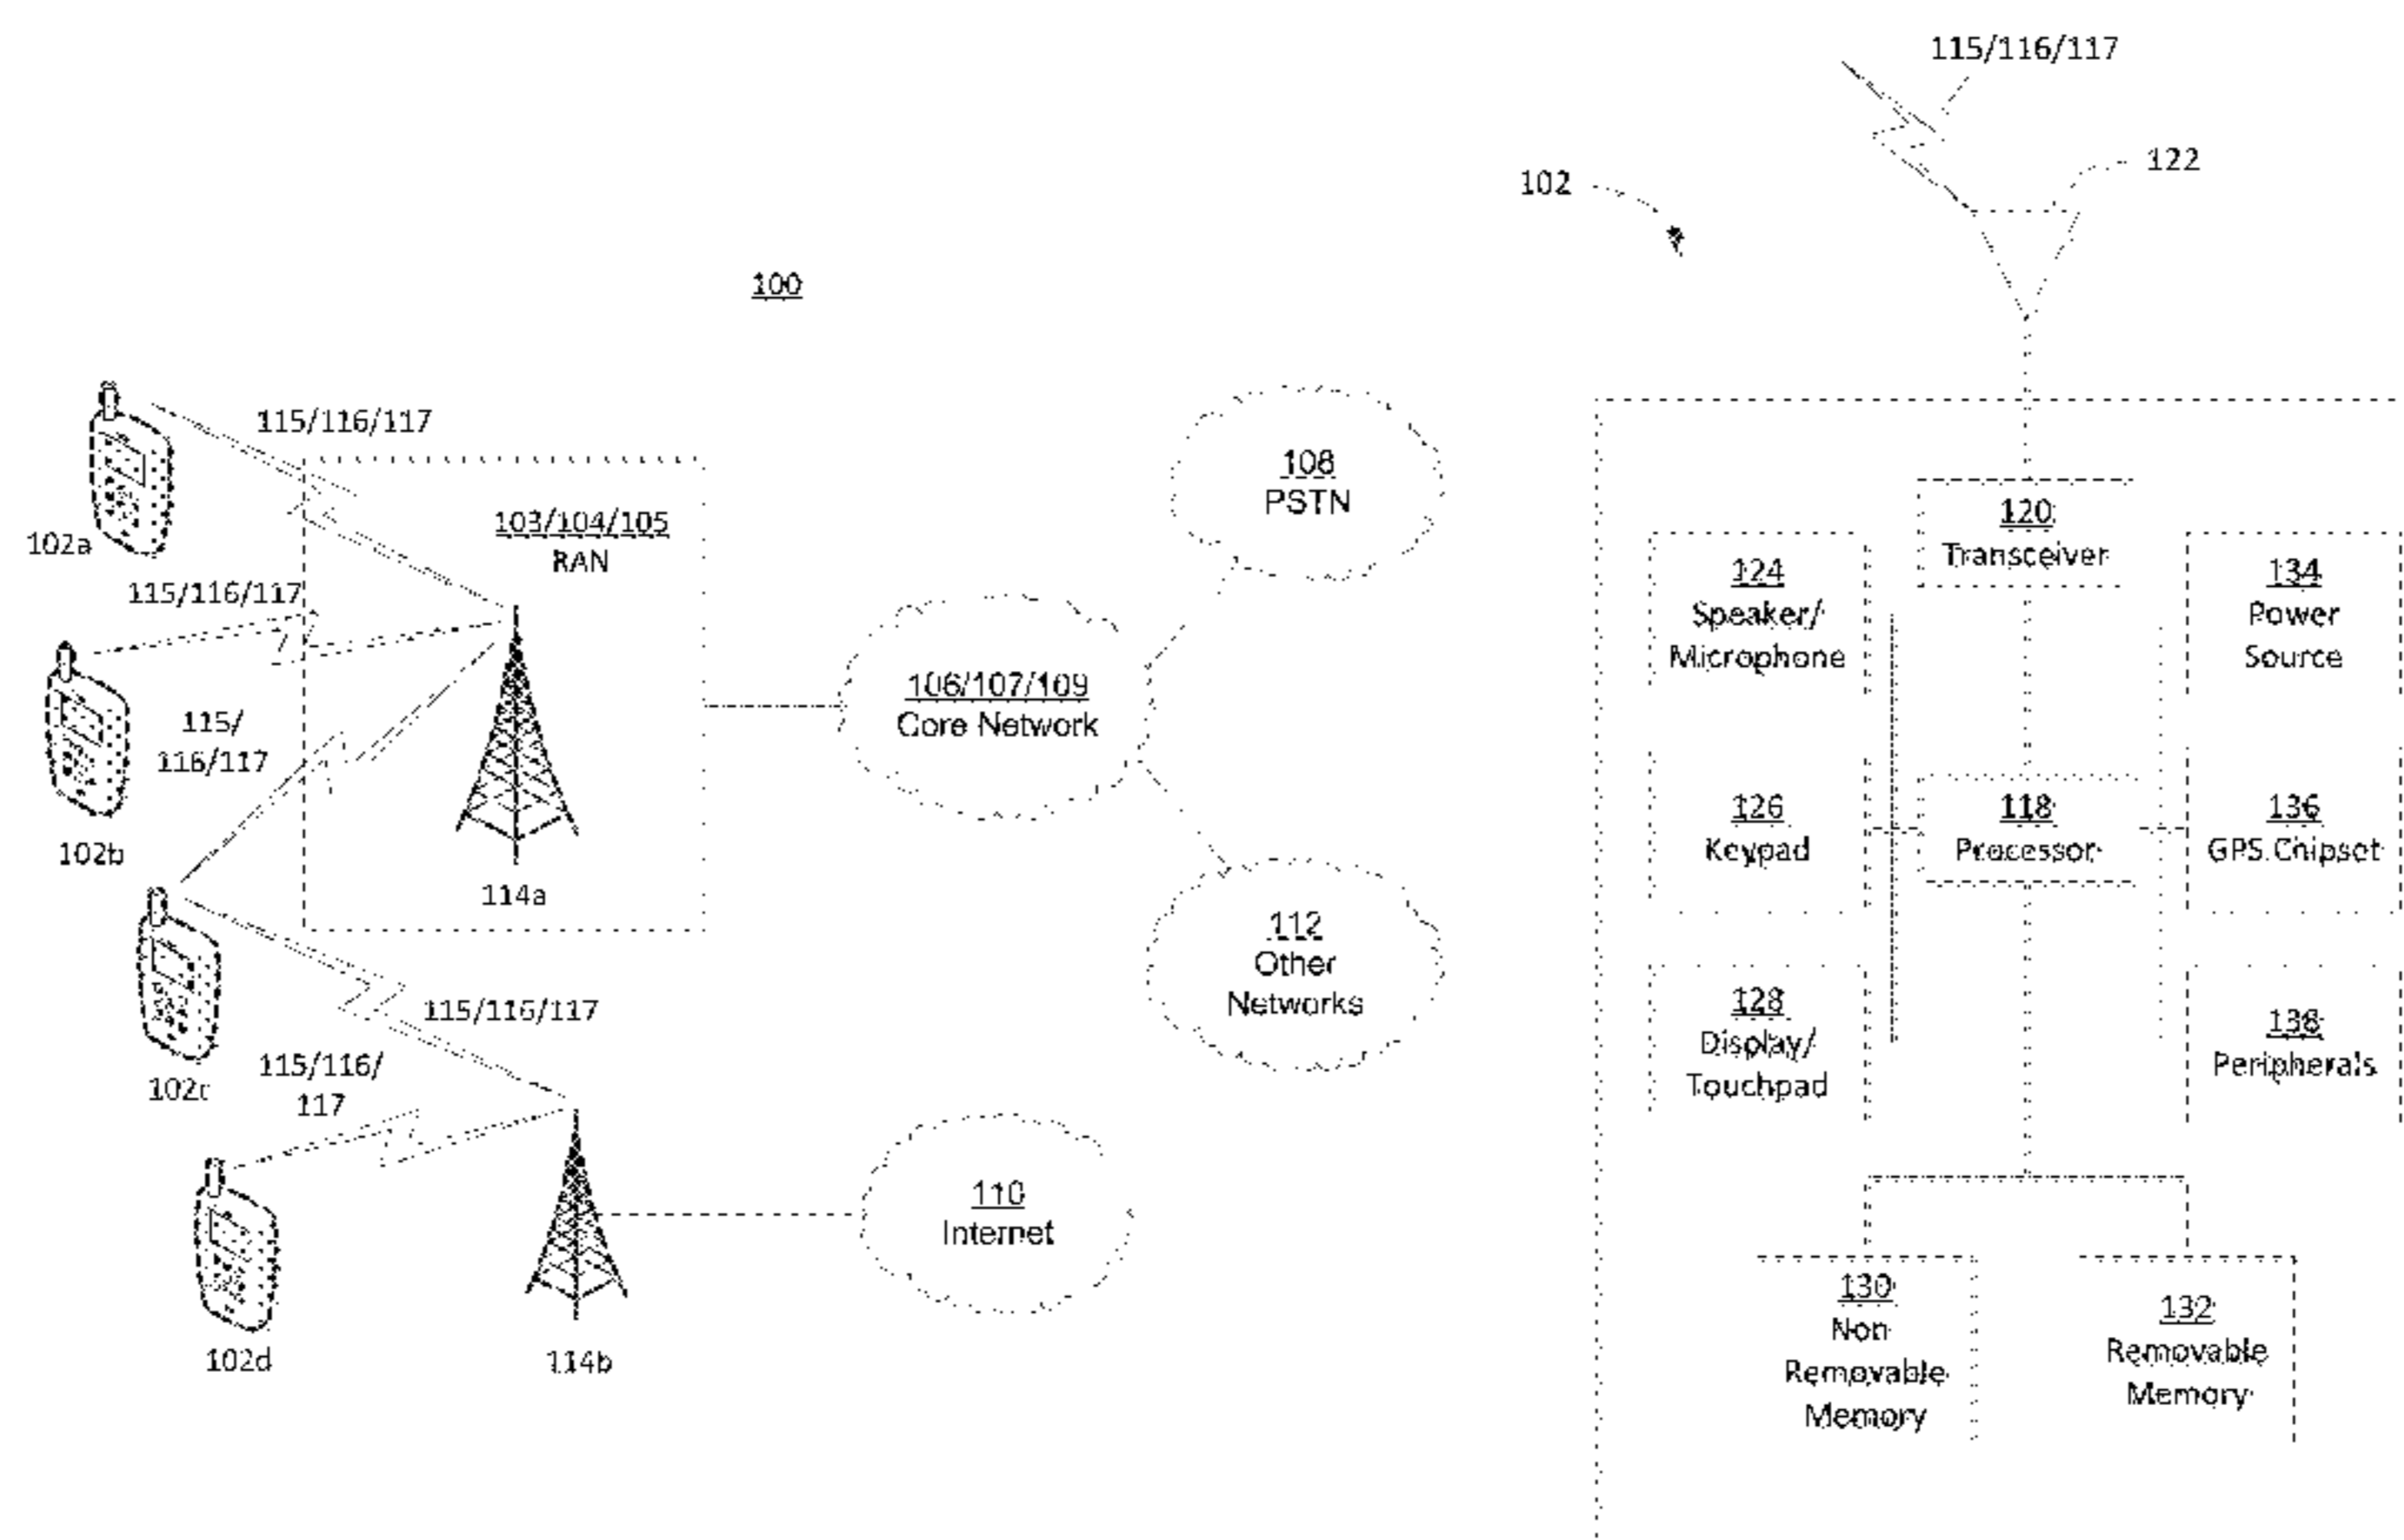 100
115/116/117
102a
103/104/105
RAN
115/116/117
102b
115/
116/117
114a
102c
115/116/117
115/116/
117
102d
114b
106/107/109
Core Network
108
PSTN
112
Other
Networks
110
Internet
115/116/117
122
102
120
Transceiver
124
Speaker/
Microphone
134
Power
Source
126
Keypad
118
Processor
136
GPS Chipset
128
Display/
Touchpad
138
Peripherals
130
Non
Removable
Memory
132
Removable
Memory